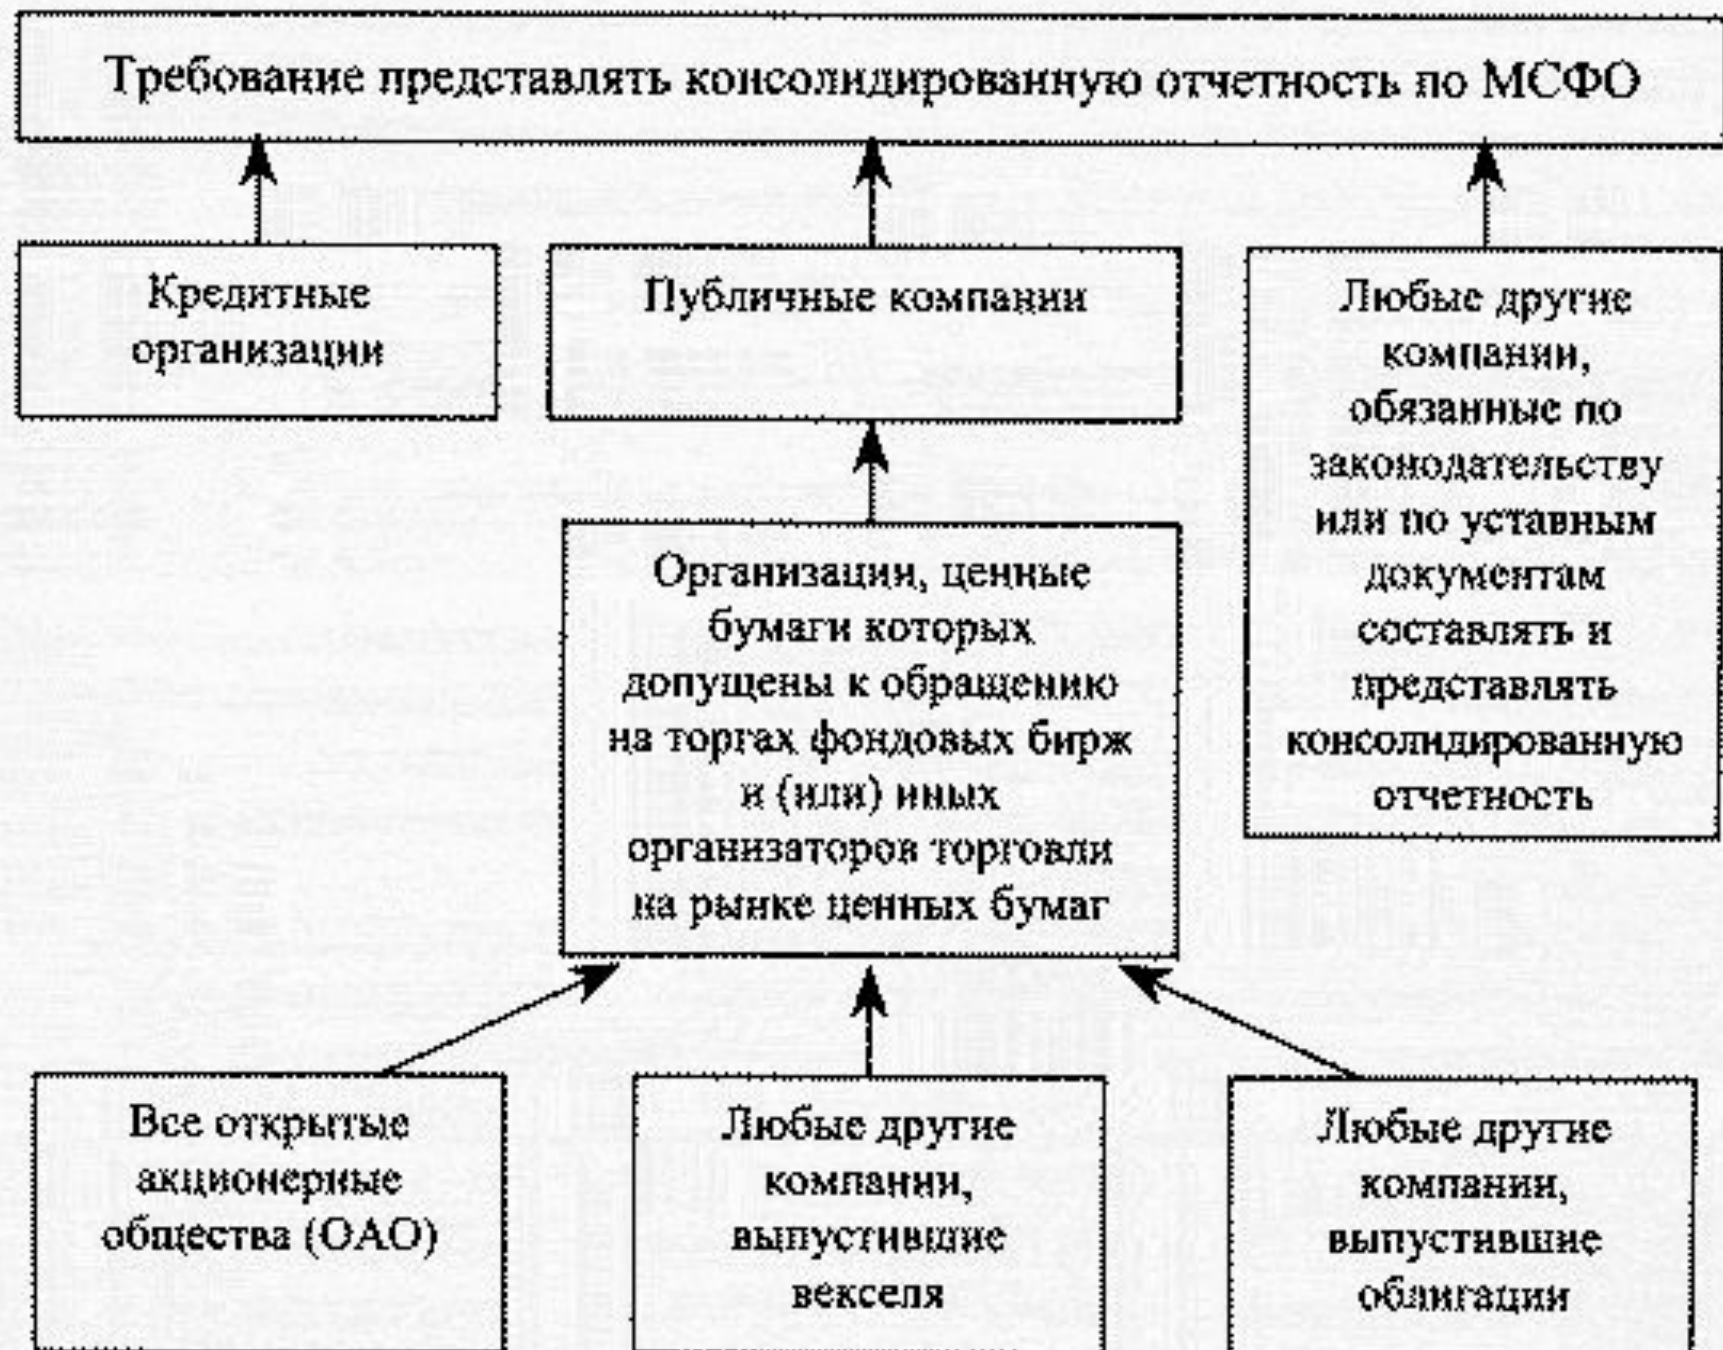 Требование представлять консолидированную отчетность по МСФО
Кредитные
организации
Публичные компании
Любые другие
компании,
обязанные по
законодательству
или по уставным
документам
составлять и
представлять
консолидированную
отчетность
Организации, ценные
бумаги которых
допущены к обращению
на торгах фондовых бирж
и (или) иных
организаторов торговли
на рынке ценных бумаг
Все открытые
акционерные
общества (ОАО)
Любые другие
компании,
выпустившие
векселя
Любые другие
компании,
выпустившие
облигации